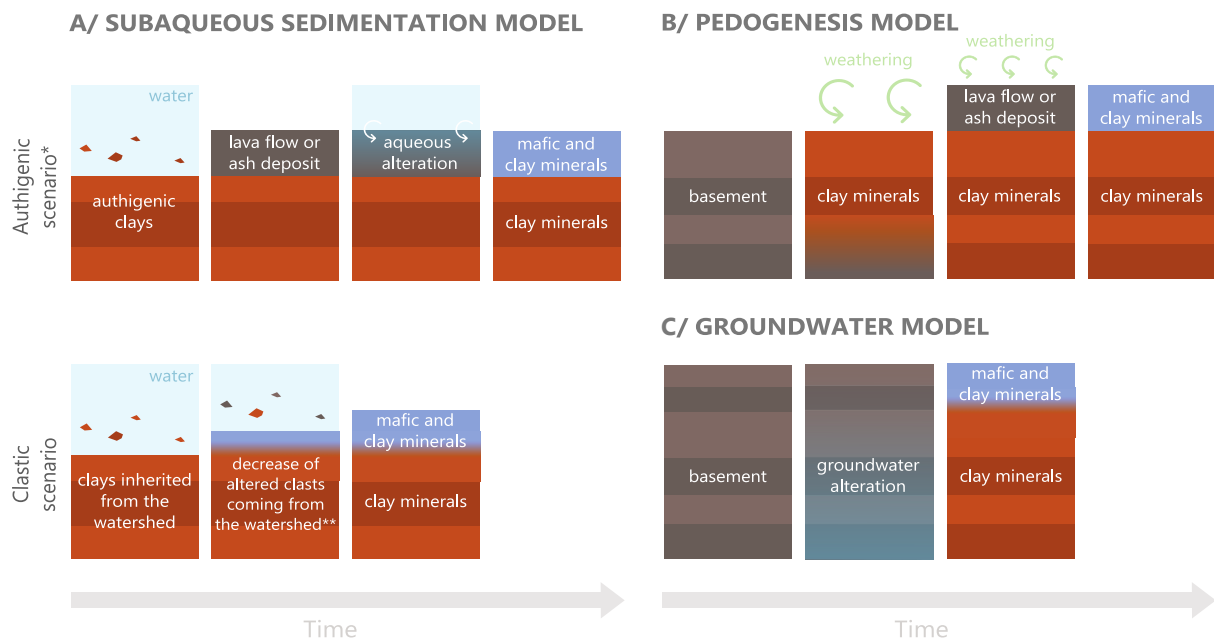 A/ SUBAQUEOUS SEDIMENTATION MODEL
Authigenic
scenario*
water
authigenic
clays
lava flow or
ash deposit
aqueous
alteration
mafic and
clay minerals
clay minerals
Clastic
scenario
water
clays inherited
from the
watershed
decrease of
altered clasts
coming from
the watershed**
mafic and
clay minerals
clay minerals
Time
B/ PEDOGENESIS MODEL
basement
weathering
clay minerals
weathering
lava flow or
ash deposit
clay minerals
mafic and
clay minerals
clay minerals
C/ GROUNDWATER MODEL
basement
groundwater
alteration
mafic and
clay minerals
clay minerals
Time